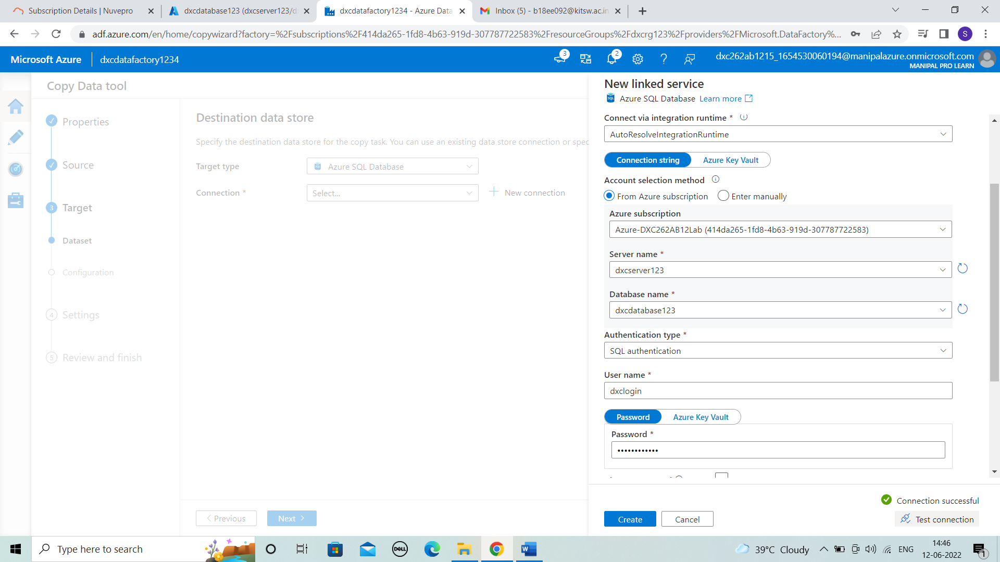 Subscription Details | Nuvepro
dxcdatabase123 (dxcserver123/d
dxcdatafactory1234 - Azure Data
Inbox (5) - b18ee092@kitsw.ac.in
adf.azure.com/en/home/copywizard?factory=%2Fsubscriptions%2F414da265-1fd8-4b63-919d-307787722583%2FresourceGroups%2Fdxcrg123%2Fproviders%2FMicrosoft.DataFactory%...
S
Microsoft Azure
dxcdatafactory1234
3
2
dxc262ab1215_1654530060194@manipalazure.onmicrosoft.com
MANIPAL PRO LEARN
Copy Data tool
Properties
Source
3 Target
Dataset
Configuration
4 Settings
5 Review and finish
Destination data store
Specify the destination data store for the copy task. You can use an existing data store connection or spec
Target type
Azure SQL Database
Connection *
Select...
New connection
< Previous
Next >
New linked service
Azure SQL Database Learn more
Connect via integration runtime *
AutoResolveIntegrationRuntime
Connection string
Azure Key Vault
Account selection method
From Azure subscription
Enter manually
Azure subscription
Azure-DXC262AB12Lab (414da265-1fd8-4b63-919d-307787722583)
Server name *
dxcserver123
Database name *
dxcdatabase123
Authentication type *
SQL authentication
User name *
dxclogin
Password
Azure Key Vault
Password *
••••••••••••
Connection successful
Create
Cancel
Test connection
Type here to search
DELL
39°C Cloudy
ENG
14:46
12-06-2022
1